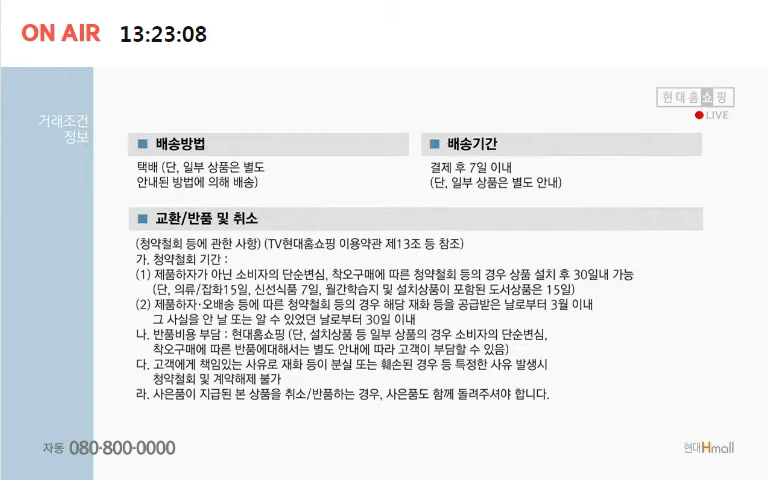 ON AIR 13:23:08
현대홈쇼핑
LIVE
거래조건
정보
■ 배송방법
택배 (단, 일부 상품은 별도
안내된 방법에 의해 배송)
■ 배송기간
결제 후 7일 이내
(단, 일부 상품은 별도 안내)
■ 교환/반품 및 취소
(청약철회 등에 관한 사항) (TV현대홈쇼핑 이용약관 제13조 등 참조)
가. 청약철회 기간 :
(1) 제품하자가 아닌 소비자의 단순변심, 착오구매에 따른 청약철회 등의 경우 상품 설치 후 30일내 가능
(단, 의류/잡화15일, 신선식품 7일, 월간학습지 및 설치상품이 포함된 도서상품은 15일)
(2) 제품하자·오배송 등에 따른 청약철회 등의 경우 해당 재화 등을 공급받은 날로부터 3월 이내
그 사실을 안 날 또는 알 수 있었던 날로부터 30일 이내
나. 반품비용 부담 : 현대홈쇼핑 (단, 설치상품 등 일부 상품의 경우 소비자의 단순변심,
착오구매에 따른 반품에대해서는 별도 안내에 따라 고객이 부담할 수 있음)
다. 고객에게 책임있는 사유로 재화 등이 분실 또는 훼손된 경우 등 특정한 사유 발생시
청약철회 및 계약해제 불가
라. 사은품이 지급된 본 상품을 취소/반품하는 경우, 사은품도 함께 돌려주셔야 합니다.
자동 080-800-0000
현대Hmall